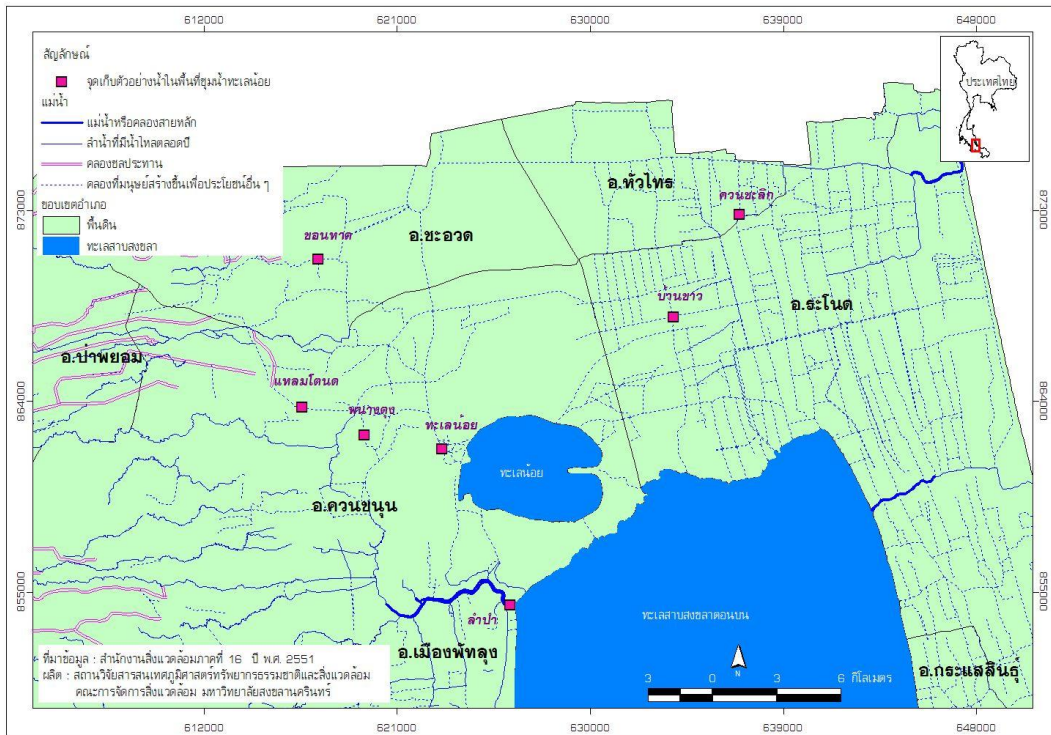 612000 621000 630000 639000 648000
สัญลักษณ์
จุดเก็บตัวอย่างน้ำในพื้นที่ชุ่มน้ำทะเลน้อย
แม่น้ำ
แม่น้ำหรือคลองสายหลัก
ลำน้ำที่มีน้ำไหลตลอดปี
คลองชลประทาน
คลองที่มนุษย์สร้างขึ้นเพื่อประโยชน์อื่น ๆ
ขอบเขตอำเภอ
พื้นดิน
ทะเลสาบสงขลา
ประเทศไทย
873000 873000
อ.หัวไทร
ควนชะลิก
อ.ชะอวด
ขอนหาด
บ้านขาว
อ.ระโนด
อ.ป่าพยอม
แหลมโตนด
864000 864000
พนางตุง
ทะเลน้อย
ทะเลน้อย
อ.ควนขนุน
855000 855000
ลำปำ
ทะเลสาบสงขลาตอนบน
อ.เมืองพัทลุง
อ.กระแสสินธุ์
ที่มาข้อมูล : สำนักงานสิ่งแวดล้อมภาคที่ 16 ปี พ.ศ. 2551
ผลิต : สถานวิจัยสารสนเทศภูมิศาสตร์ทรัพยากรธรรมชาติและสิ่งแวดล้อม
คณะการจัดการสิ่งแวดล้อม มหาวิทยาลัยสงขลานครินทร์
N
3 0 3 6 กิโลเมตร
612000 621000 630000 639000 648000